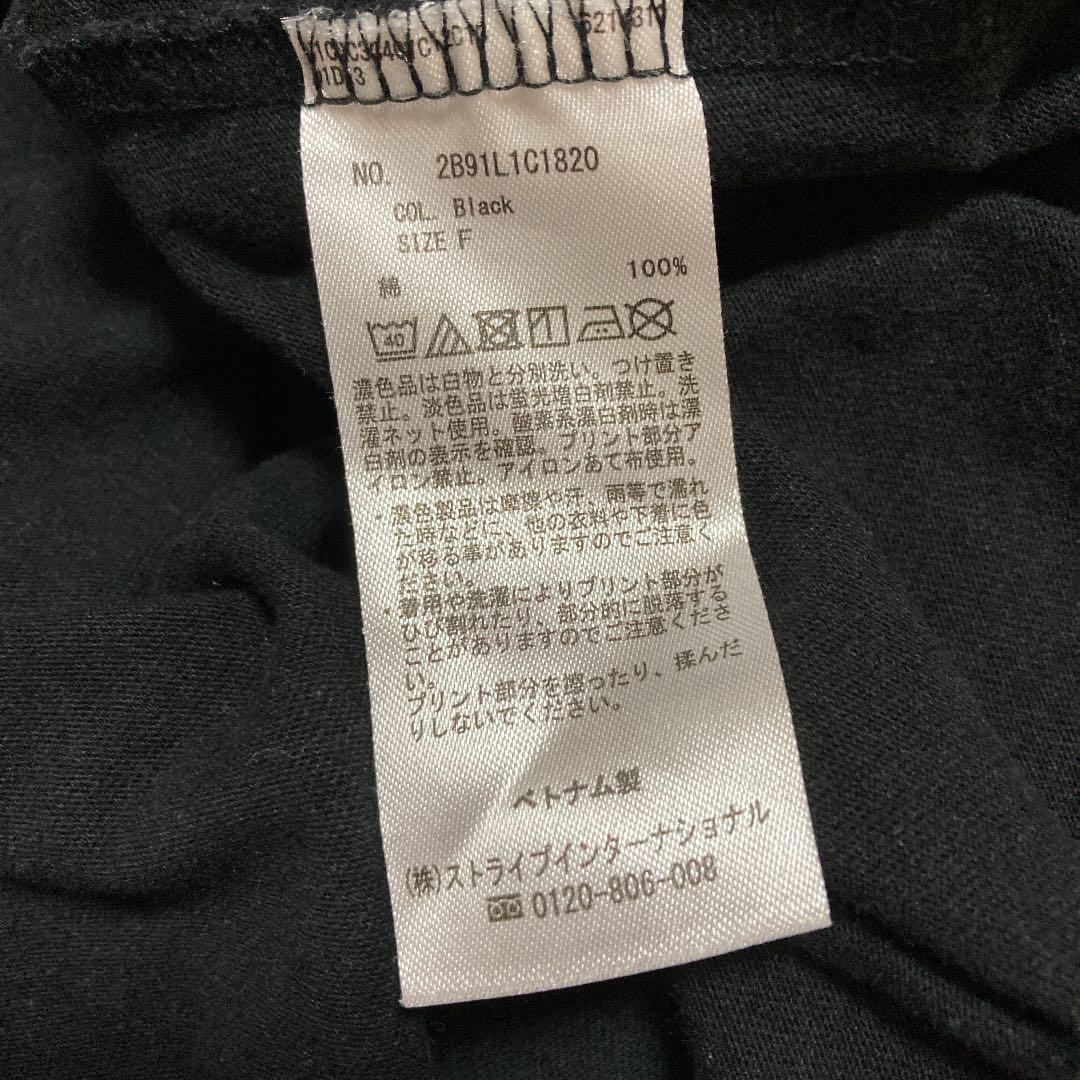 NO. 2B91L1C1820
COL. Black
SIZE F
綿 100%
40
濃色品は白物と分別洗い。つけ置き
禁止。淡色品は蛍光増白剤禁止。洗
濯ネット使用。酸素系漂白剤時は漂
白剤の表示を確認。プリント部分ア
イロン禁止。アイロンあて布使用。
・濃色製品は摩擦や汗、雨等で濡れ
た時などに、他の衣料や下着に色
が移る事がありますのでご注意く
ださい。
・着用や洗濯によりプリント部分が
ひび割れたり、部分的に脱落する
ことがありますのでご注意くださ
い。
プリント部分を擦ったり、揉んだ
りしないでください。
ベトナム製
(株)ストライプインターナショナル
0120-806-008